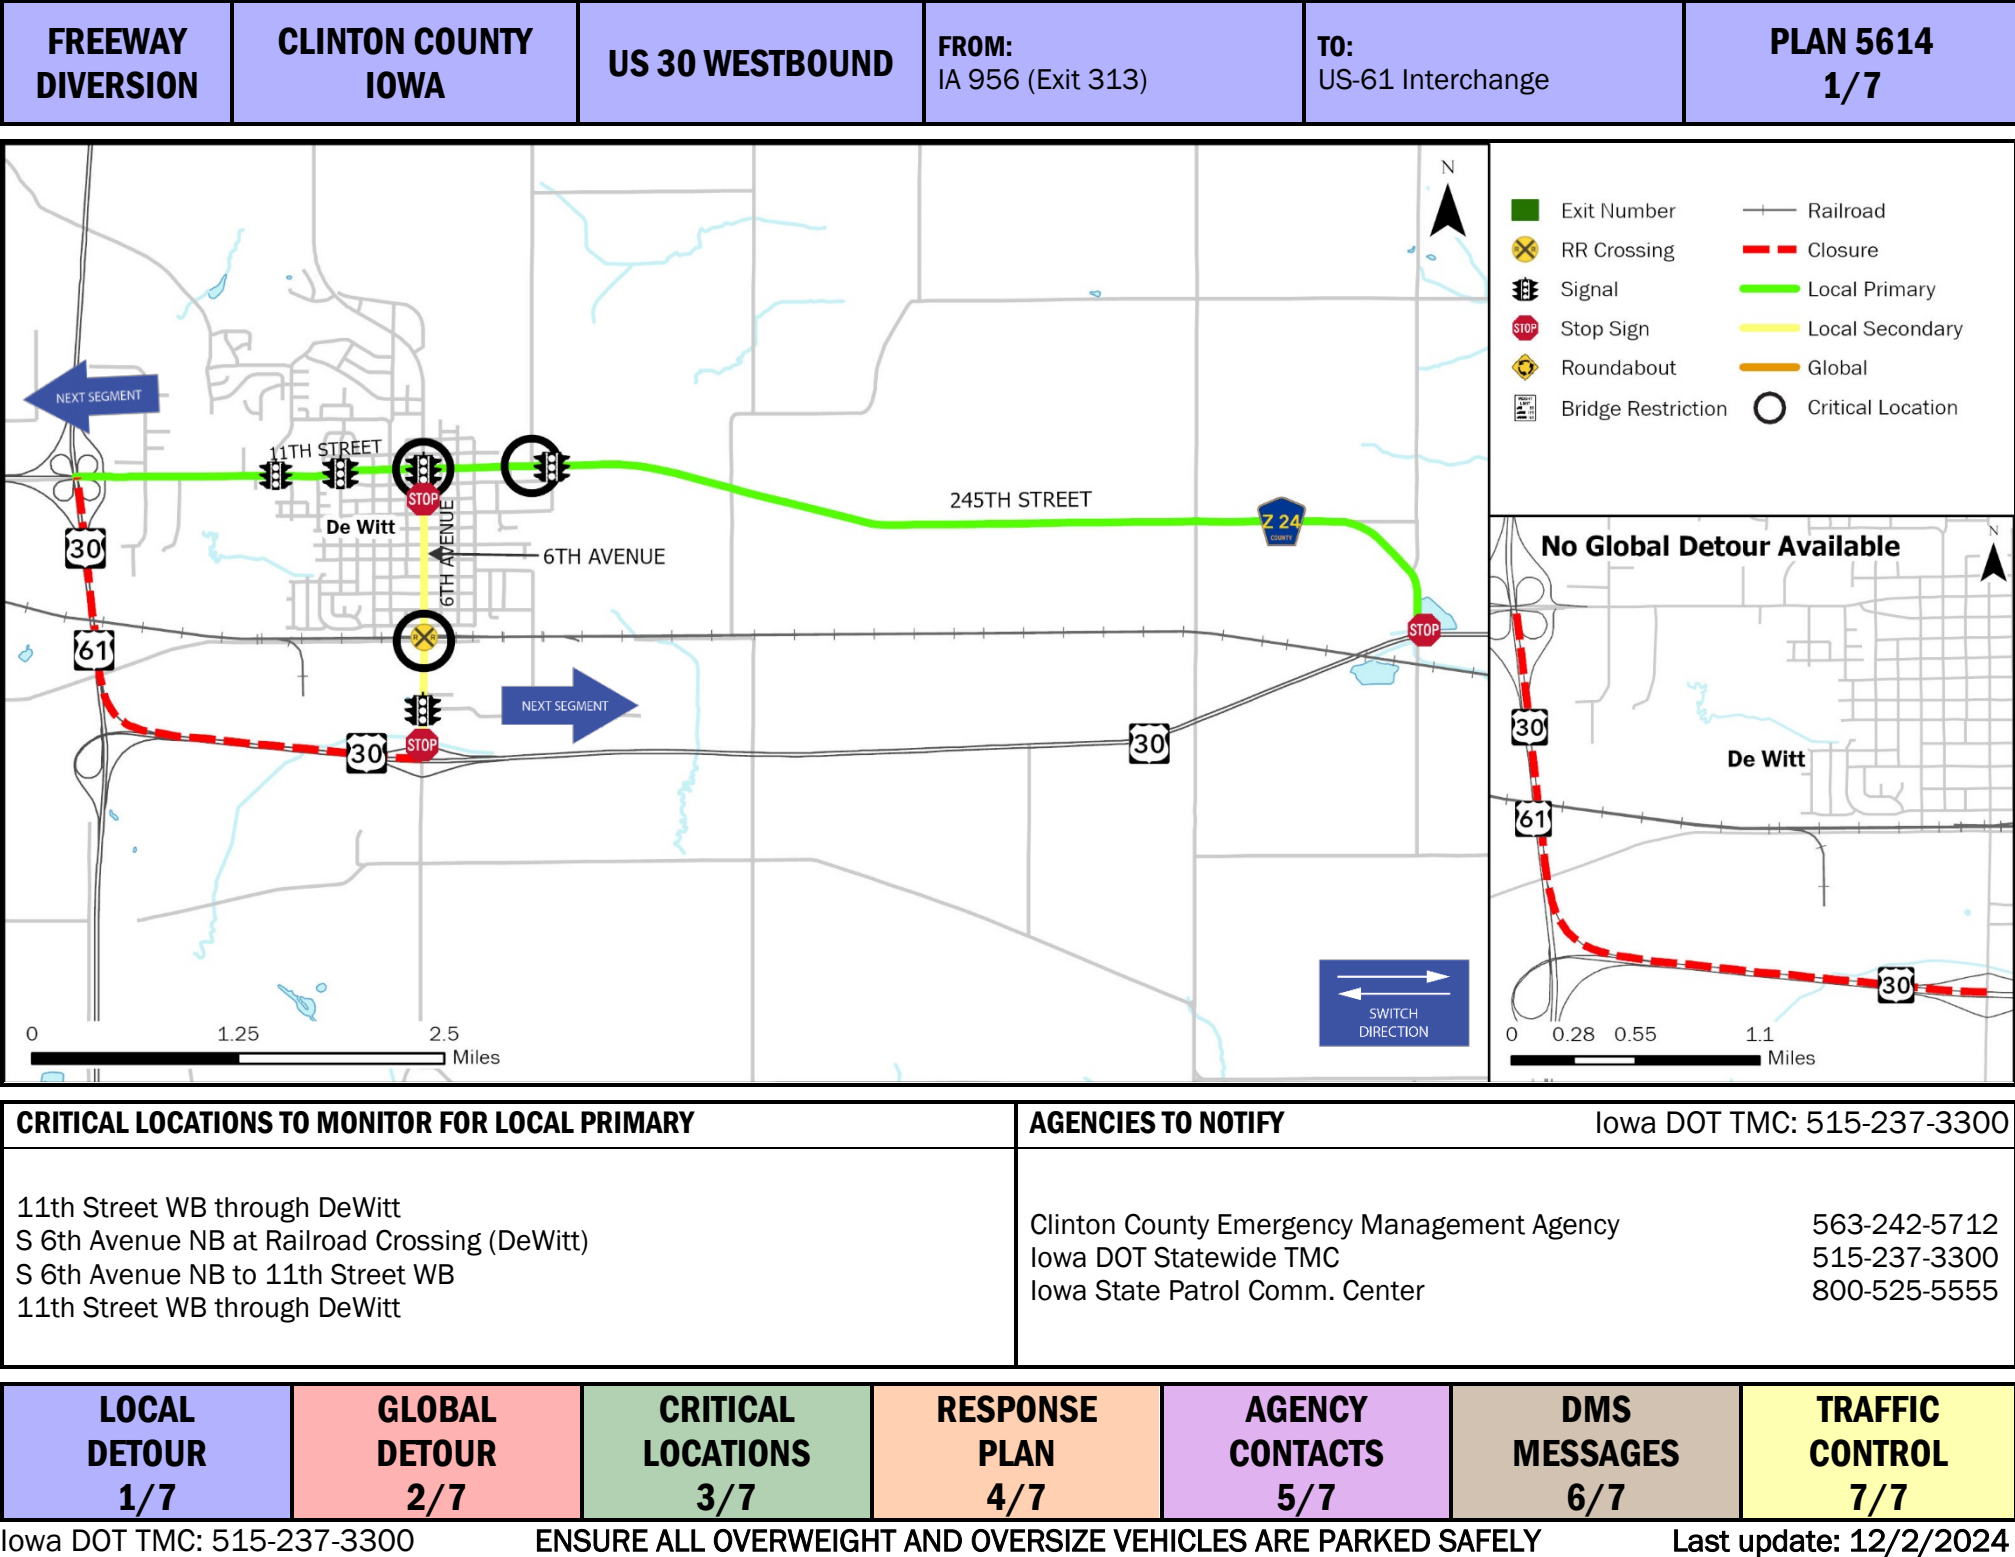 FREEWAY
DIVERSION
CLINTON COUNTY
IOWA
US 30 WESTBOUND
FROM:
IA 956 (Exit 313)
TO:
US-61 Interchange
PLAN 5614
1/7
N
NEXT SEGMENT
11TH STREET
STOP
De Witt
6TH AVENUE
6TH AVENUE
245TH STREET
Z 24
COUNTY
30
61
R R
STOP
NEXT SEGMENT
30
STOP
30
SWITCH
DIRECTION
0 1.25 2.5
Miles
Exit Number
RR Crossing
Signal
STOP Stop Sign
Roundabout
WEIGHT LIMIT Bridge Restriction
Railroad
Closure
Local Primary
Local Secondary
Global
Critical Location
No Global Detour Available
N
30
De Witt
61
30
0 0.28 0.55 1.1
Miles
CRITICAL LOCATIONS TO MONITOR FOR LOCAL PRIMARY
11th Street WB through DeWitt
S 6th Avenue NB at Railroad Crossing (DeWitt)
S 6th Avenue NB to 11th Street WB
11th Street WB through DeWitt
AGENCIES TO NOTIFY Iowa DOT TMC: 515-237-3300
Clinton County Emergency Management Agency 563-242-5712
Iowa DOT Statewide TMC 515-237-3300
Iowa State Patrol Comm. Center 800-525-5555
LOCAL
DETOUR
1/7
GLOBAL
DETOUR
2/7
CRITICAL
LOCATIONS
3/7
RESPONSE
PLAN
4/7
AGENCY
CONTACTS
5/7
DMS
MESSAGES
6/7
TRAFFIC
CONTROL
7/7
Iowa DOT TMC: 515-237-3300 ENSURE ALL OVERWEIGHT AND OVERSIZE VEHICLES ARE PARKED SAFELY Last update: 12/2/2024